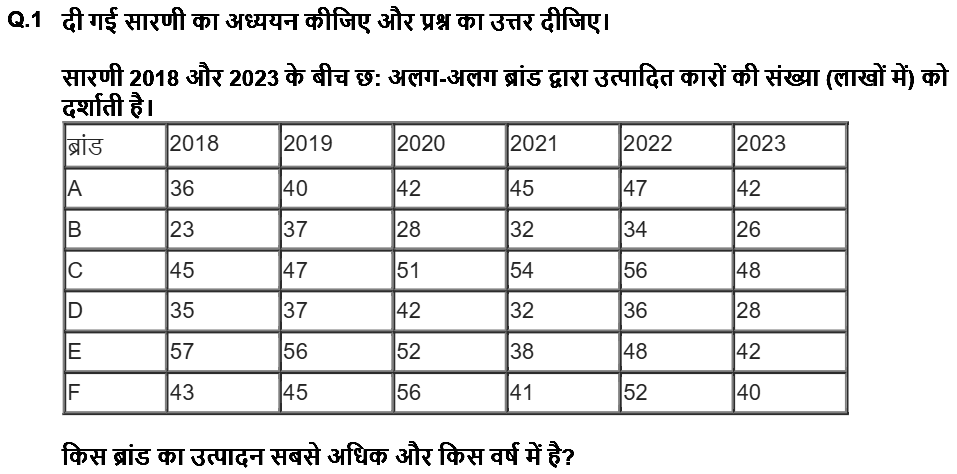 Q.1 दी गई सारणी का अध्ययन कीजिए और प्रश्न का उत्तर दीजिए।
सारणी 2018 और 2023 के बीच छ: अलग-अलग ब्रांड द्वारा उत्पादित कारों की संख्या (लाखों में) को
दर्शाती है।
ब्रांड 2018 2019 2020 2021 2022 2023
A 36 40 42 45 47 42
B 23 37 28 32 34 26
C 45 47 51 54 56 48
D 35 37 42 32 36 28
E 57 56 52 38 48 42
F 43 45 56 41 52 40
किस ब्रांड का उत्पादन सबसे अधिक और किस वर्ष में है?